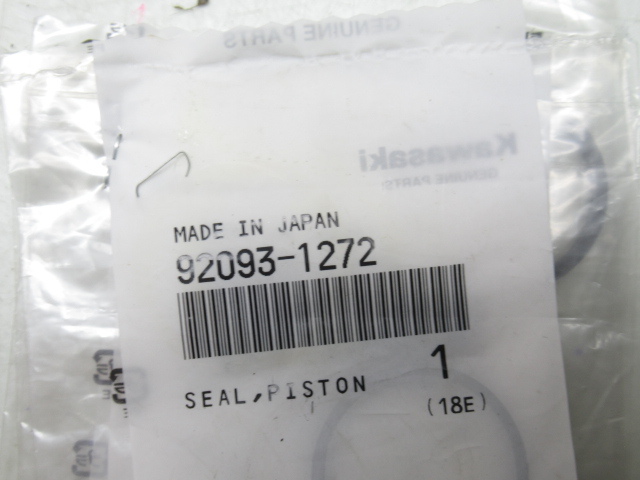 GENUINE PARTS
Kawasaki
GENUINE PARTS
MADE IN JAPAN
92093-1272
SEAL,PISTON 1
(18E)